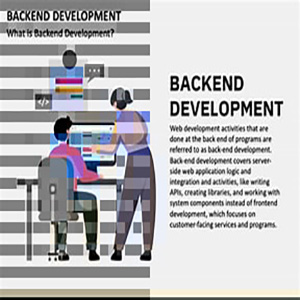 BACKEND DEVELOPMENT
What is Backend Development?
</>
BACKEND
DEVELOPMENT
Web development activities that are
done at the back end of programs are
referred to as back-end development.
Back-end development covers server-
side web application logic and
integration and activities, like writing
APIs, creating libraries, and working with
system components instead of frontend
development, which focuses on
customer-facing services and programs.